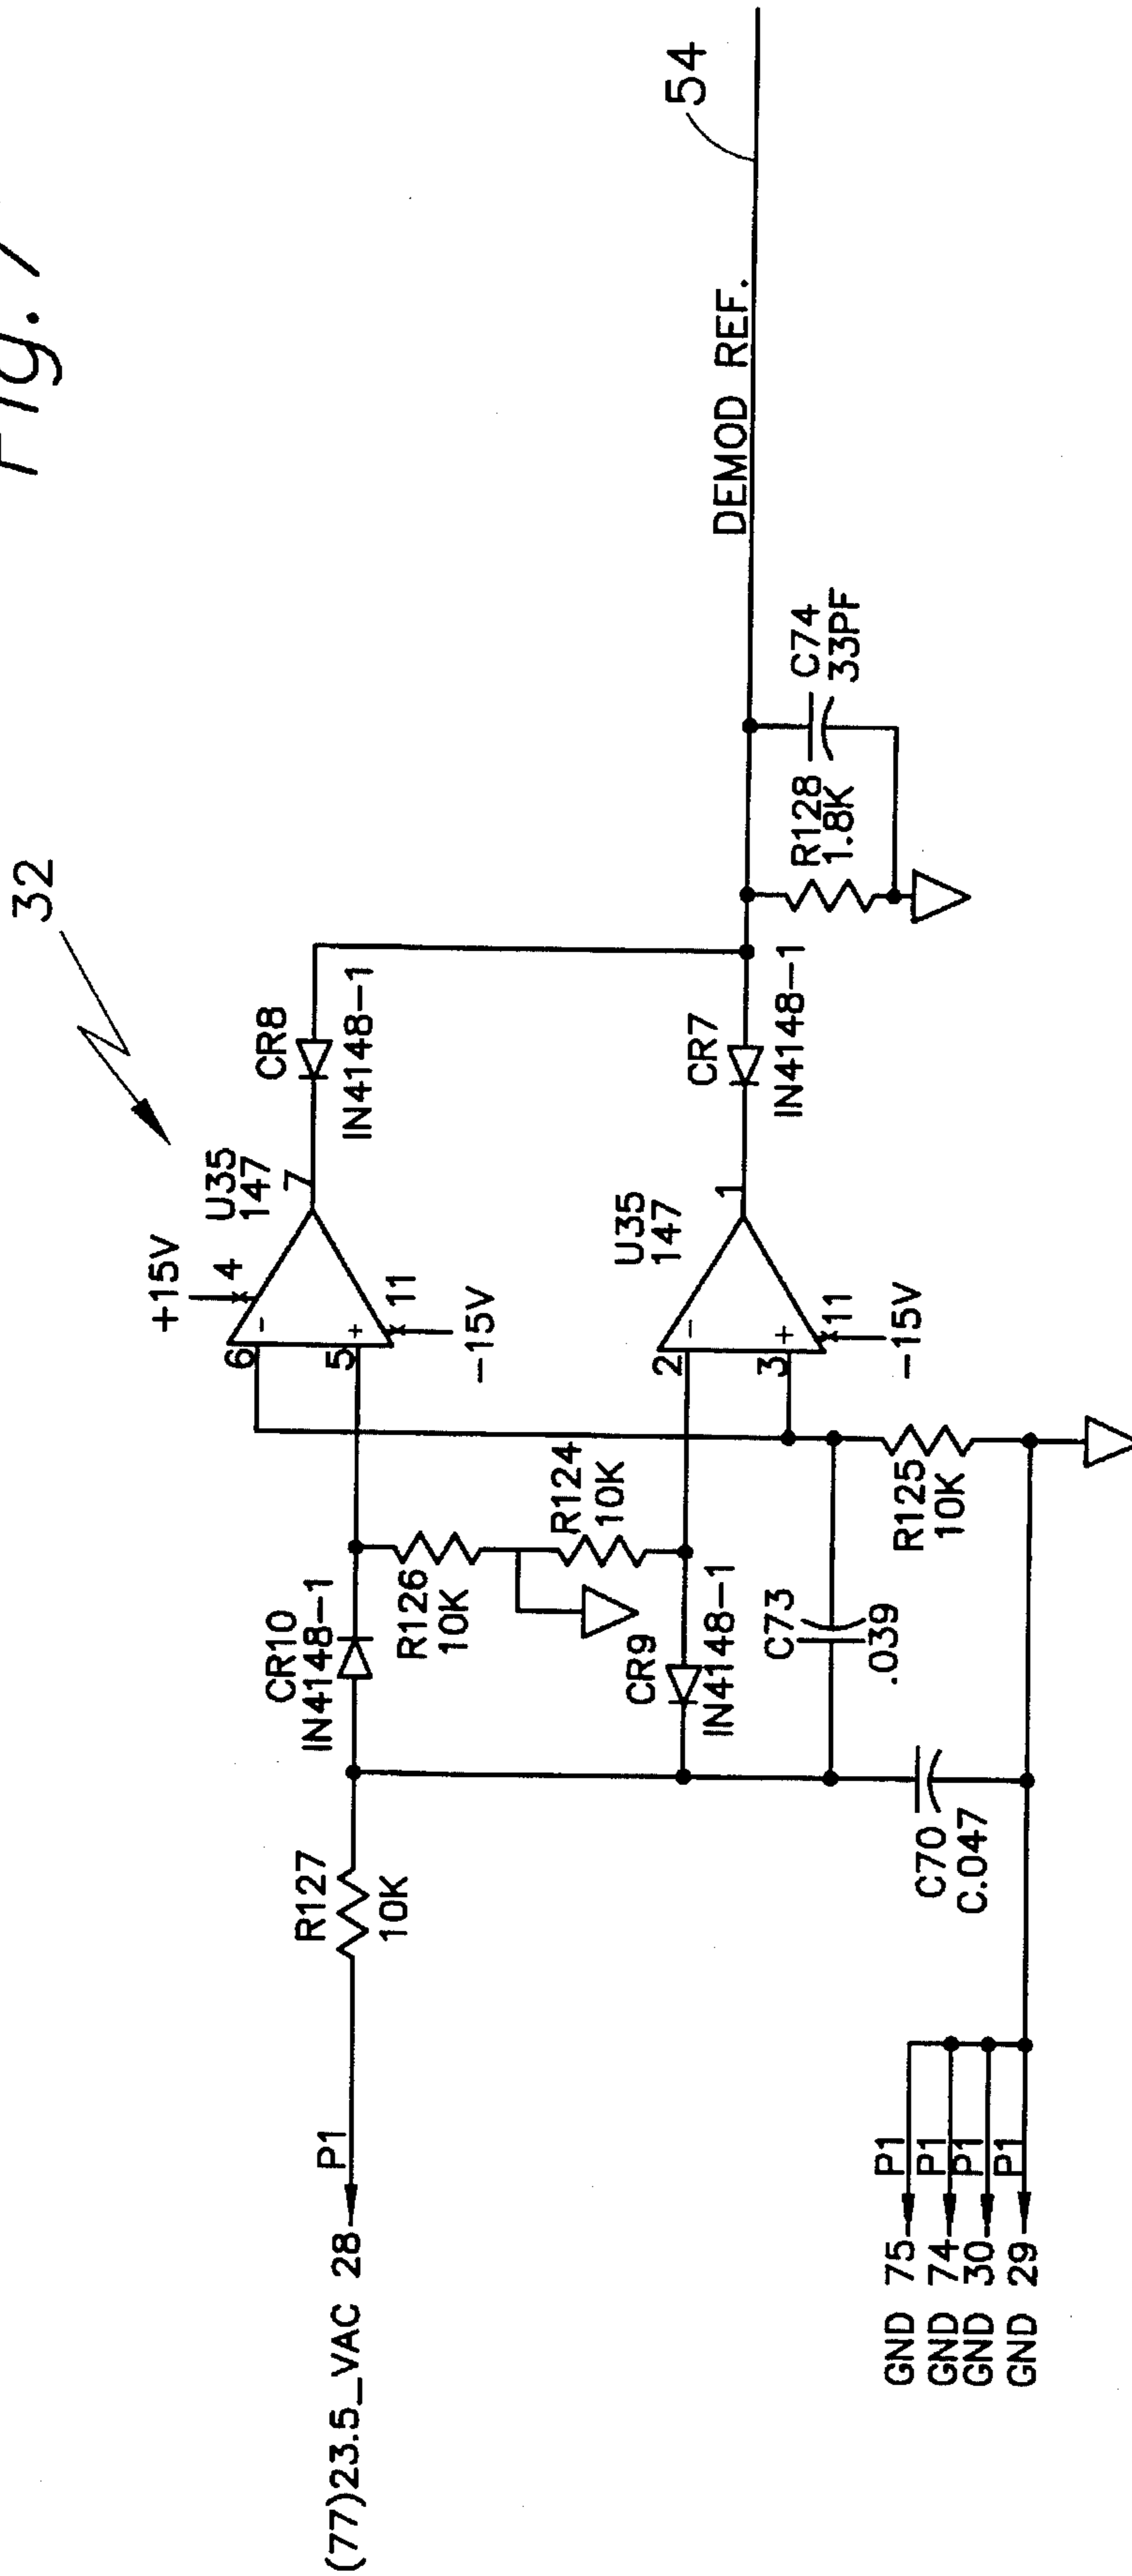 Fig. 7
32
+15V
4
U35
147
7
6
5
-
+
11
-15V
CR8
IN4148-1
(77)23.5_VAC 28
P1
R127
10K
CR10
IN4148-1
R126
10K
R124
10K
CR9
IN4148-1
U35
147
1
2
3
-
+
11
-15V
CR7
IN4148-1
DEMOD REF.
54
R128
1.8K
C74
33PF
C73
.039
R125
10K
C70
C.047
GND 75 P1
GND 74 P1
GND 30 P1
GND 29 P1